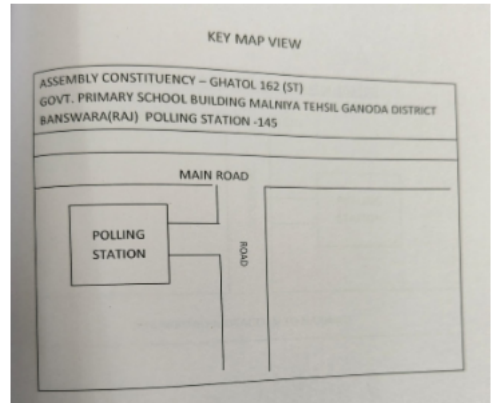 KEY MAP VIEW
ASSEMBLY CONSTITUENCY – GHATOL 162 (ST)
GOVT. PRIMARY SCHOOL BUILDING MALNIYA TEHSIL GANODA DISTRICT
BANSWARA(RAJ) POLLING STATION -145
MAIN ROAD
POLLING
STATION
ROAD